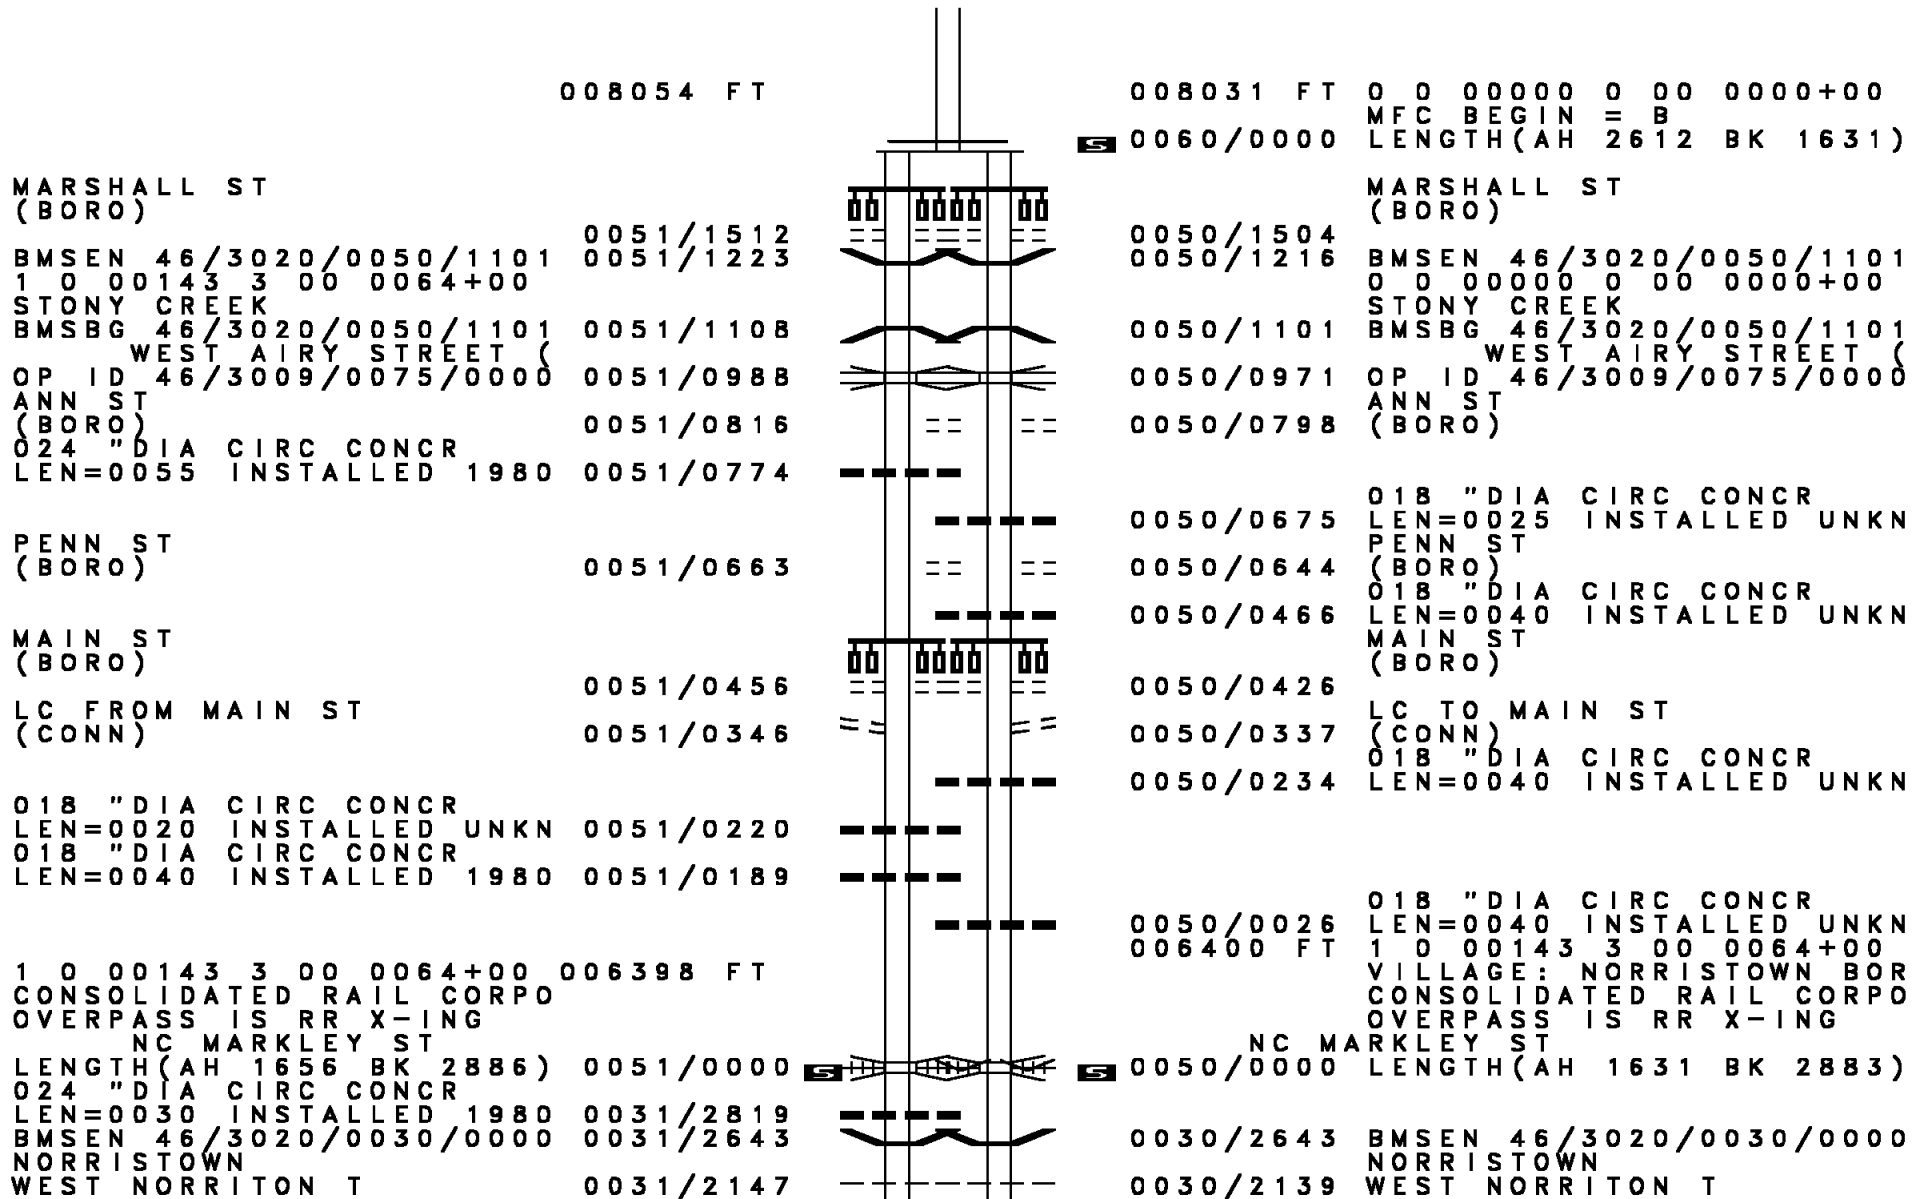 008054 FT 008031 FT 0 0 00000 0 00 0000+00
MFC BEGIN = B
S 0060/0000 LENGTH(AH 2612 BK 1631)
MARSHALL ST MARSHALL ST
(BORO) (BORO)
0051/1512 0050/1504
BMSEN 46/3020/0050/1101 0051/1223 0050/1216 BMSEN 46/3020/0050/1101
1 0 00143 3 00 0064+00 0 0 00000 0 00 0000+00
STONY CREEK STONY CREEK
BMSBG 46/3020/0050/1101 0051/1108 0050/1101 BMSBG 46/3020/0050/1101
WEST AIRY STREET ( WEST AIRY STREET (
OP ID 46/3009/0075/0000 0051/0988 0050/0971 OP ID 46/3009/0075/0000
ANN ST ANN ST
(BORO) 0051/0816 0050/0798 (BORO)
024 "DIA CIRC CONCR
LEN=0055 INSTALLED 1980 0051/0774
018 "DIA CIRC CONCR
0050/0675 LEN=0025 INSTALLED UNKN
PENN ST PENN ST
(BORO) 0051/0663 0050/0644 (BORO)
018 "DIA CIRC CONCR
0050/0466 LEN=0040 INSTALLED UNKN
MAIN ST MAIN ST
(BORO) (BORO)
0051/0456 0050/0426
LC FROM MAIN ST LC TO MAIN ST
(CONN) 0051/0346 0050/0337 (CONN)
018 "DIA CIRC CONCR
0050/0234 LEN=0040 INSTALLED UNKN
018 "DIA CIRC CONCR
LEN=0020 INSTALLED UNKN 0051/0220
018 "DIA CIRC CONCR
LEN=0040 INSTALLED 1980 0051/0189
018 "DIA CIRC CONCR
0050/0026 LEN=0040 INSTALLED UNKN
006400 FT 1 0 00143 3 00 0064+00
1 0 00143 3 00 0064+00 006398 FT VILLAGE: NORRISTOWN BOR
CONSOLIDATED RAIL CORPO CONSOLIDATED RAIL CORPO
OVERPASS IS RR X-ING OVERPASS IS RR X-ING
NC MARKLEY ST NC MARKLEY ST
LENGTH(AH 1656 BK 2886) 0051/0000 S S 0050/0000 LENGTH(AH 1631 BK 2883)
024 "DIA CIRC CONCR
LEN=0030 INSTALLED 1980 0031/2819
BMSEN 46/3020/0030/0000 0031/2643 0030/2643 BMSEN 46/3020/0030/0000
NORRISTOWN NORRISTOWN
WEST NORRITON T 0031/2147 0030/2139 WEST NORRITON T